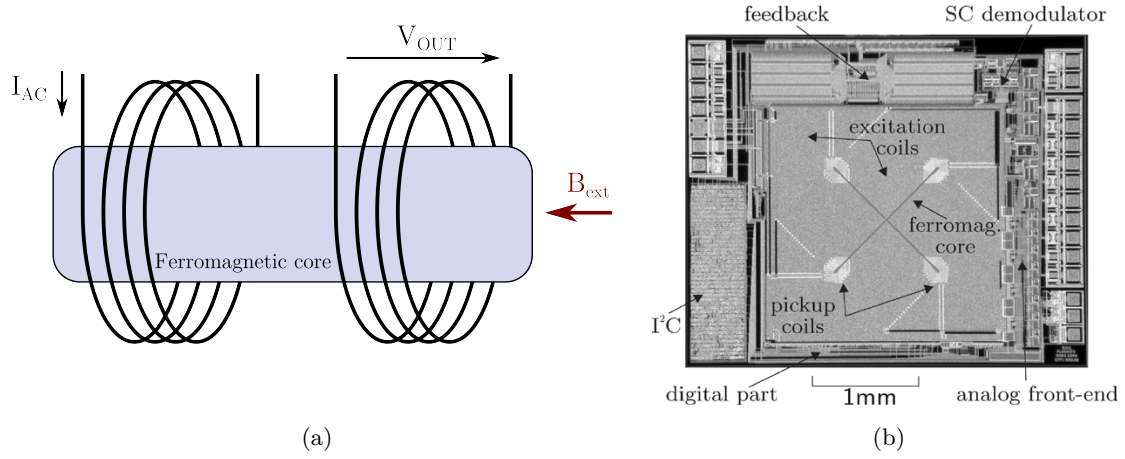 I_AC
V_OUT
B_ext
Ferromagnetic core
(a)
feedback
SC demodulator
excitation
coils
ferromag.
core
pickup
coils
I²C
digital part
1mm
analog front-end
(b)